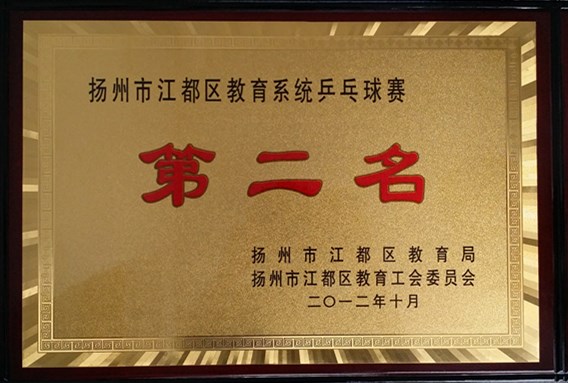 扬州市江都区教育系统乒乓球赛
第二名
扬州市江都区教育局
扬州市江都区教育工会委员会
二〇一二年十月